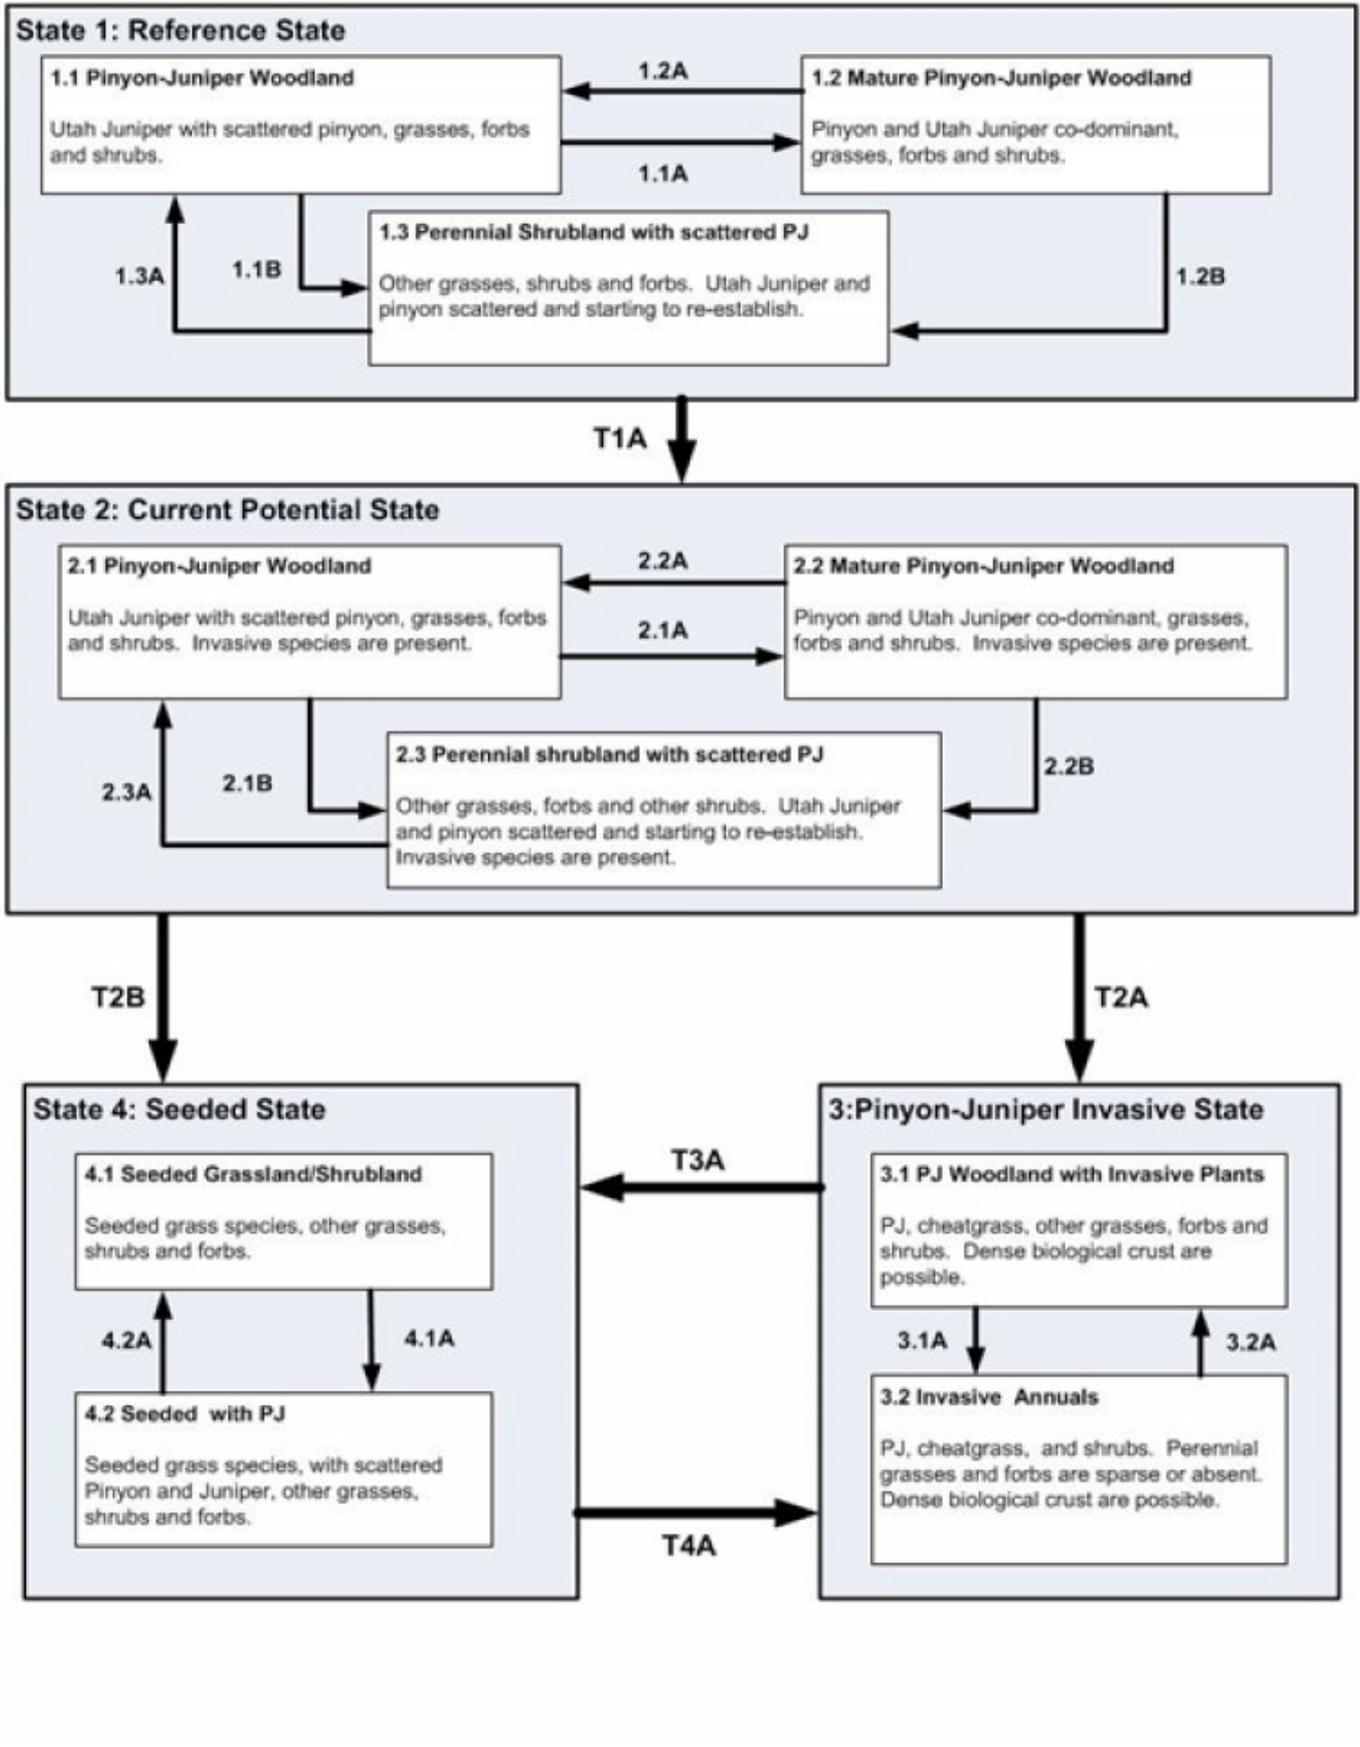 State 1: Reference State
1.1 Pinyon-Juniper Woodland
Utah Juniper with scattered pinyon, grasses, forbs
and shrubs.
1.2A
1.1A
1.2 Mature Pinyon-Juniper Woodland
Pinyon and Utah Juniper co-dominant,
grasses, forbs and shrubs.
1.3A
1.1B
1.3 Perennial Shrubland with scattered PJ
Other grasses, shrubs and forbs. Utah Juniper and
pinyon scattered and starting to re-establish.
1.2B
T1A
State 2: Current Potential State
2.1 Pinyon-Juniper Woodland
Utah Juniper with scattered pinyon, grasses, forbs
and shrubs. Invasive species are present.
2.2A
2.1A
2.2 Mature Pinyon-Juniper Woodland
Pinyon and Utah Juniper co-dominant, grasses,
forbs and shrubs. Invasive species are present.
2.3A
2.1B
2.3 Perennial shrubland with scattered PJ
Other grasses, forbs and other shrubs. Utah Juniper
and pinyon scattered and starting to re-establish.
Invasive species are present.
2.2B
T2B
T2A
State 4: Seeded State
4.1 Seeded Grassland/Shrubland
Seeded grass species, other grasses,
shrubs and forbs.
4.2A
4.1A
4.2 Seeded with PJ
Seeded grass species, with scattered
Pinyon and Juniper, other grasses,
shrubs and forbs.
T3A
T4A
3:Pinyon-Juniper Invasive State
3.1 PJ Woodland with Invasive Plants
PJ, cheatgrass, other grasses, forbs and
shrubs. Dense biological crust are
possible.
3.1A
3.2A
3.2 Invasive Annuals
PJ, cheatgrass, and shrubs. Perennial
grasses and forbs are sparse or absent.
Dense biological crust are possible.